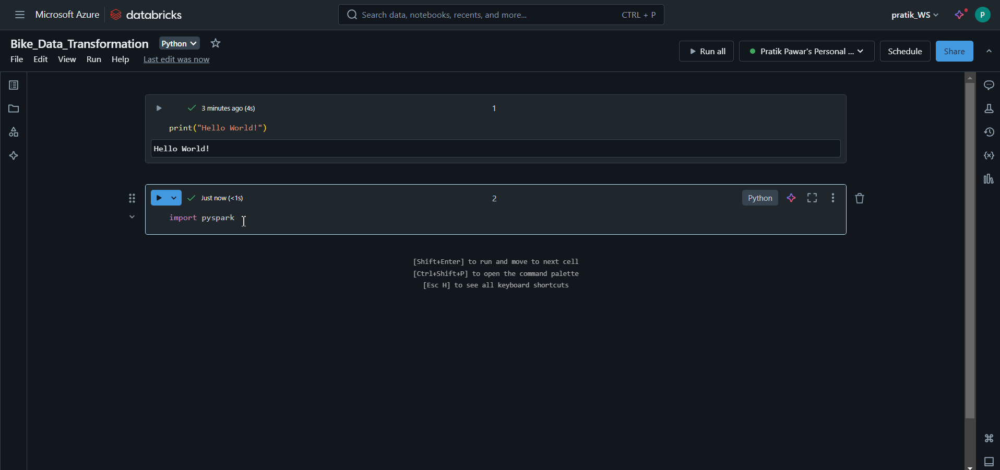 Microsoft Azure databricks Search data, notebooks, recents, and more... CTRL + P pratik_WS P
Bike_Data_Transformation Python
File Edit View Run Help Last edit was now Run all Pratik Pawar's Personal ... Schedule Share
3 minutes ago (4s) 1
print("Hello World!")
Hello World!
Just now (<1s) 2 Python
import pyspark
[Shift+Enter] to run and move to next cell
[Ctrl+Shift+P] to open the command palette
[Esc H] to see all keyboard shortcuts